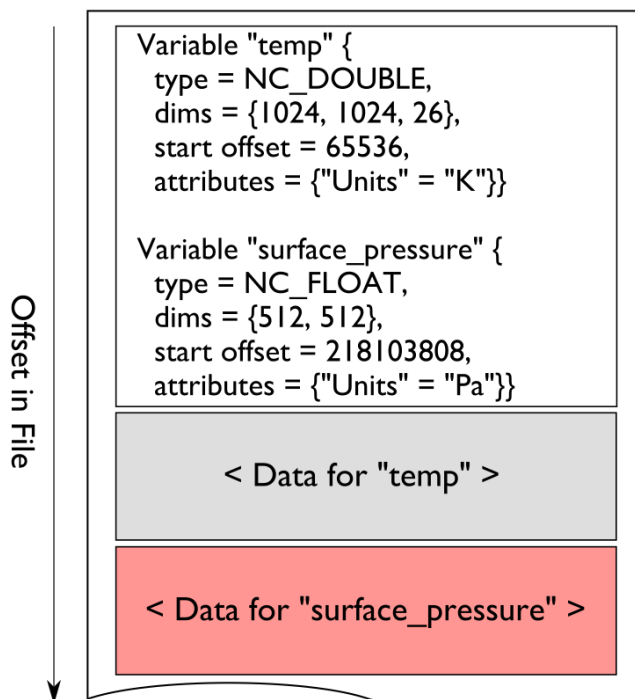 Variable "temp" {
type = NC_DOUBLE,
dims = {1024, 1024, 26},
start offset = 65536,
attributes = {"Units" = "K"}}
Variable "surface_pressure" {
type = NC_FLOAT,
dims = {512, 512},
start offset = 218103808,
attributes = {"Units" = "Pa"}}
Offset in File
< Data for "temp" >
< Data for "surface_pressure" >